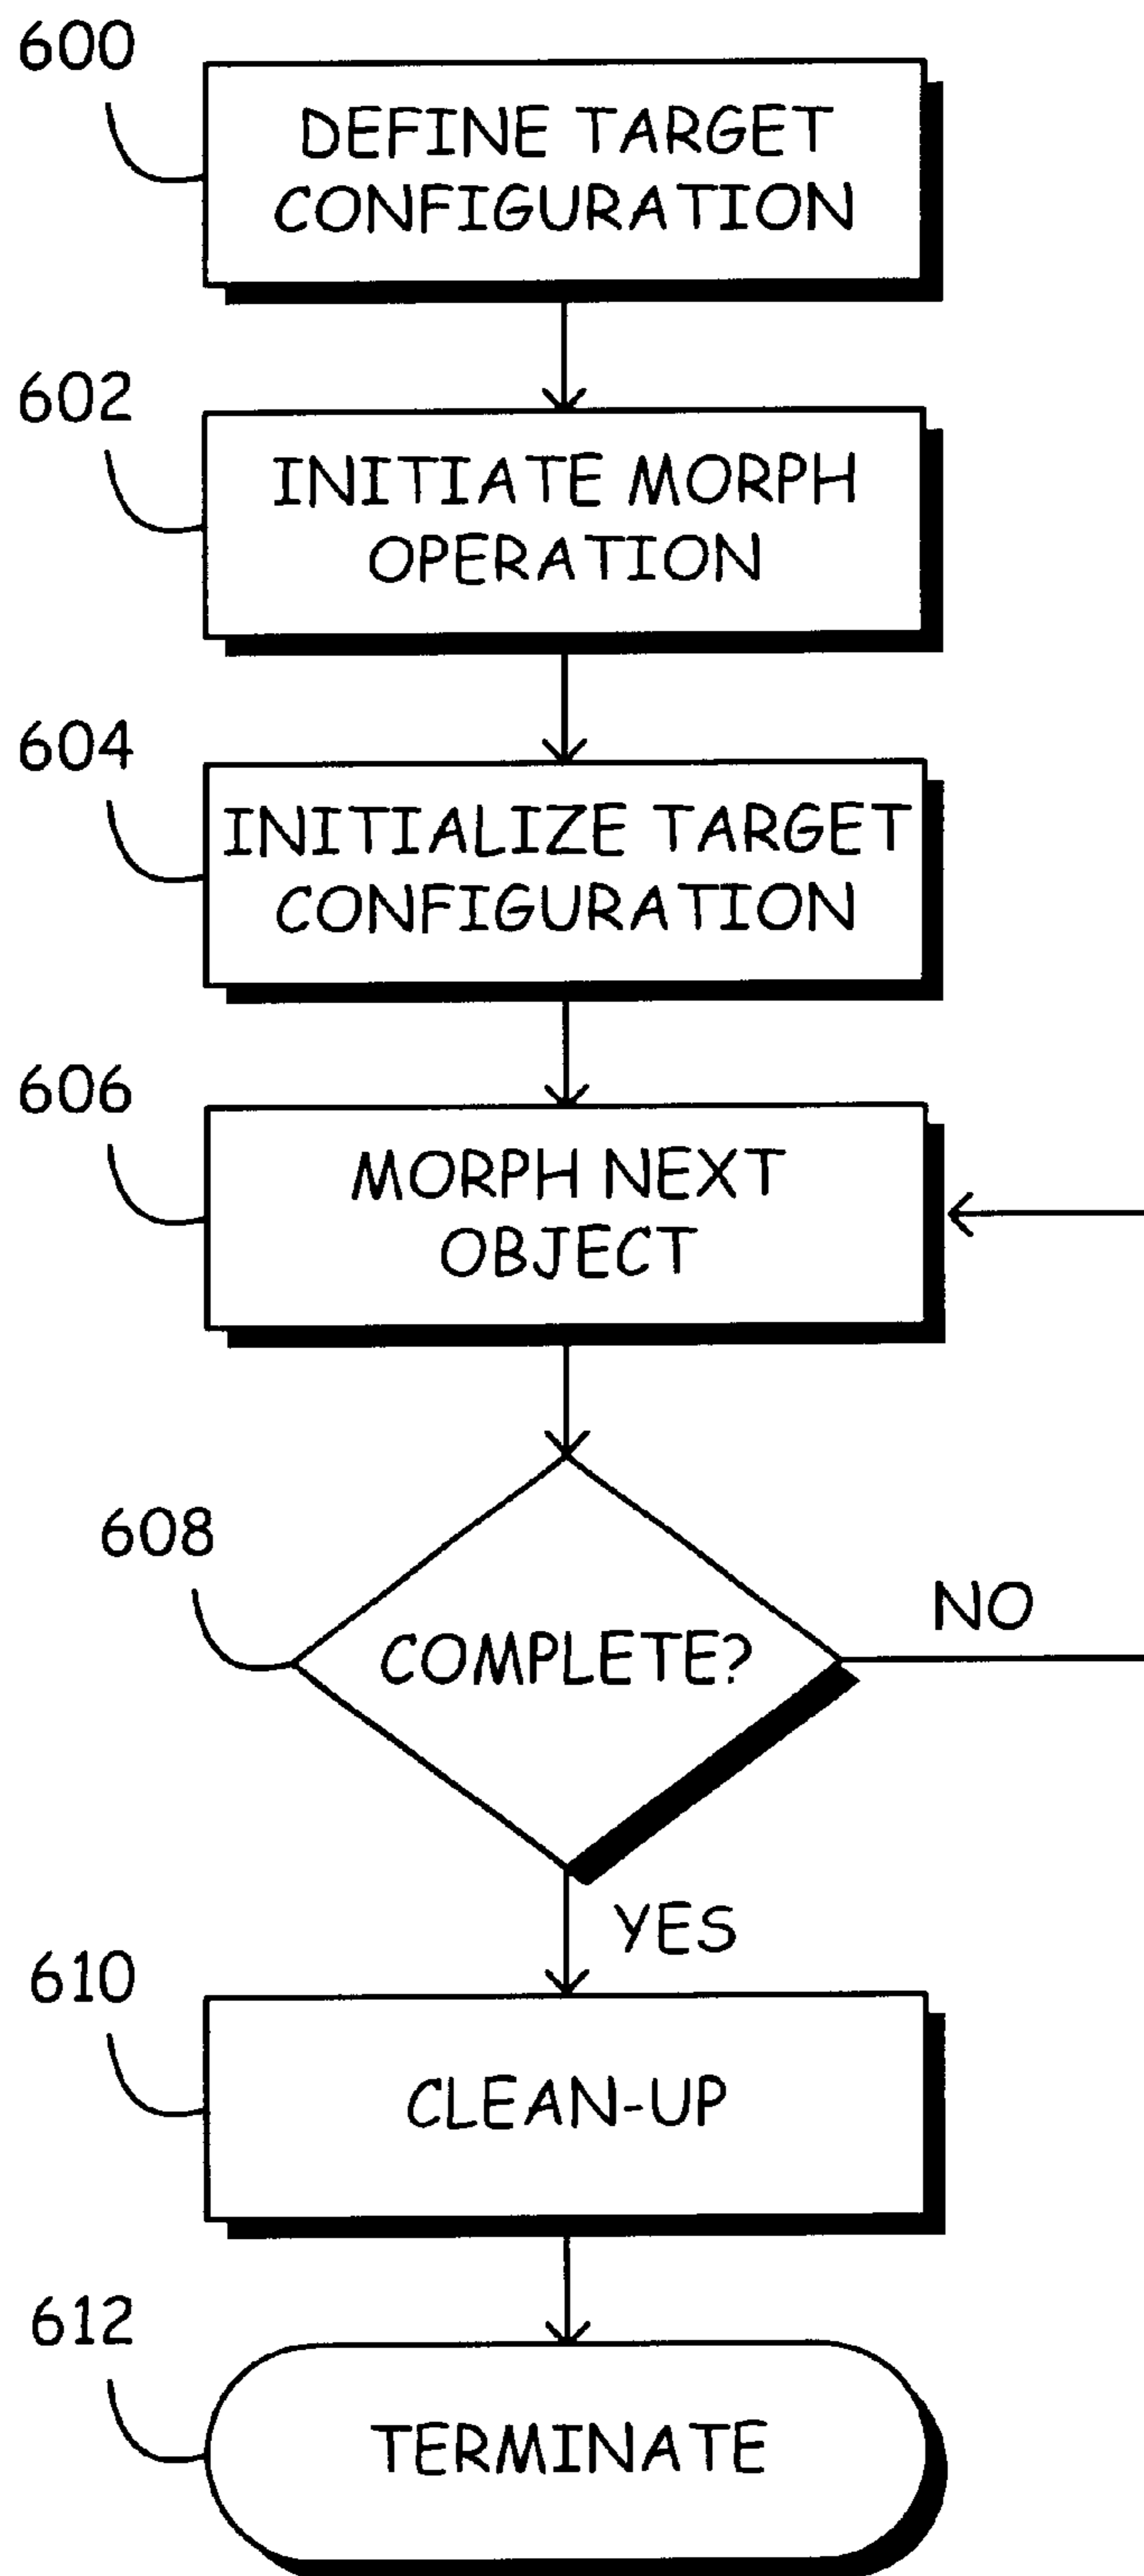 600
DEFINE TARGET
CONFIGURATION
602
INITIATE MORPH
OPERATION
604
INITIALIZE TARGET
CONFIGURATION
606
MORPH NEXT
OBJECT
608
COMPLETE?
NO
YES
610
CLEAN-UP
612
TERMINATE